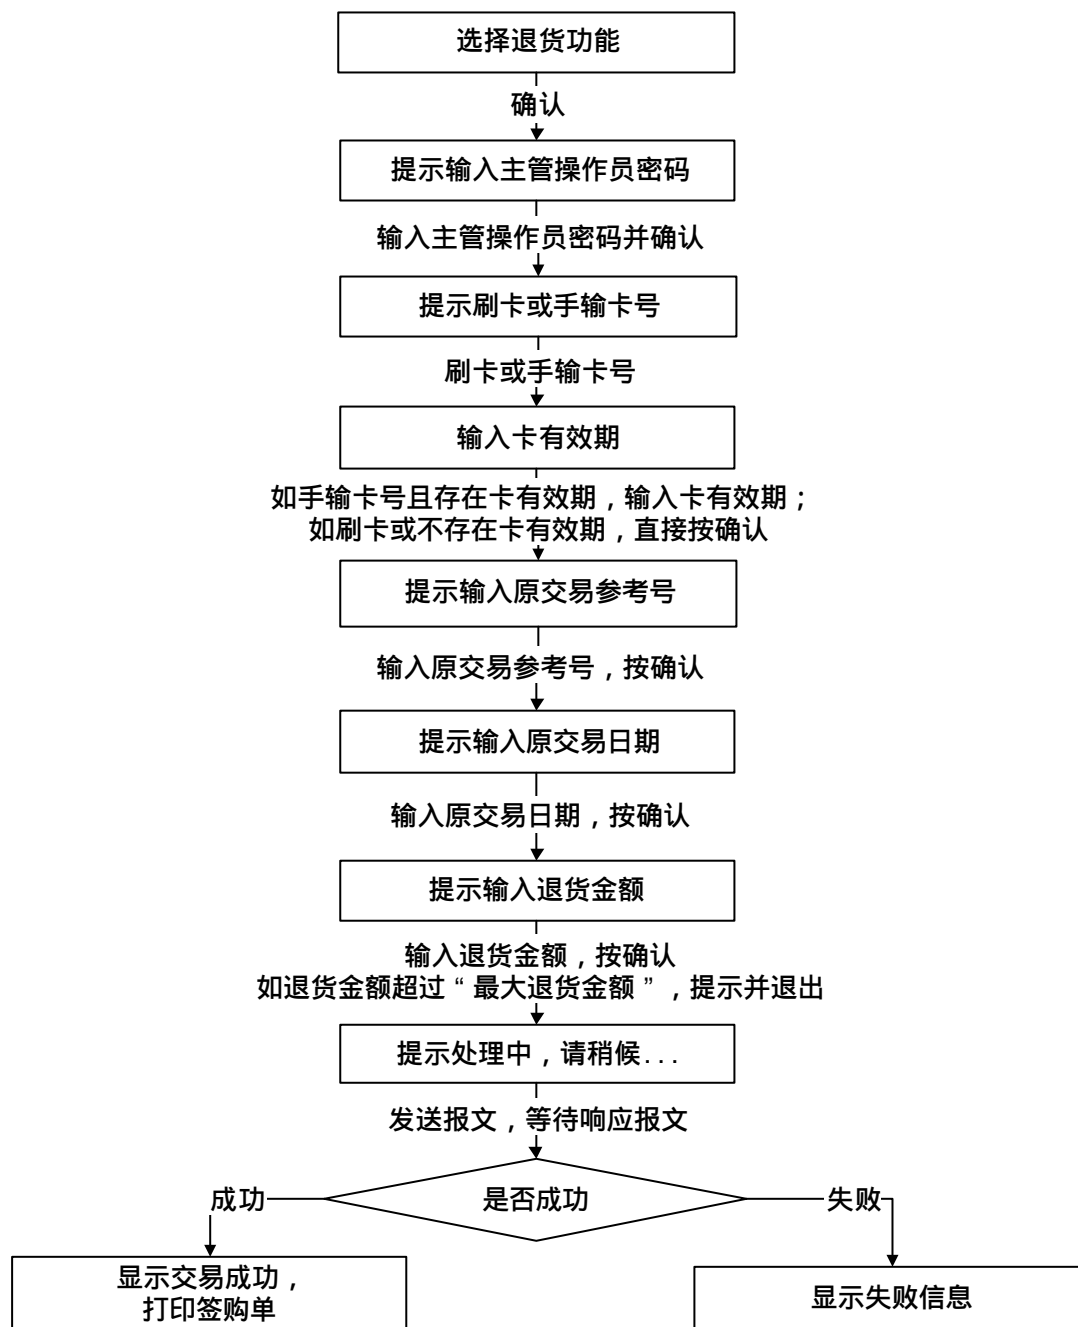 选择退货功能
确认
提示输入主管操作员密码
输入主管操作员密码并确认
提示刷卡或手输卡号
刷卡或手输卡号
输入卡有效期
如手输卡号且存在卡有效期，输入卡有效期；
如刷卡或不存在卡有效期，直接按确认
提示输入原交易参考号
输入原交易参考号，按确认
提示输入原交易日期
输入原交易日期，按确认
提示输入退货金额
输入退货金额，按确认
如退货金额超过“最大退货金额”，提示并退出
提示处理中，请稍候...
发送报文，等待响应报文
成功
是否成功
失败
显示交易成功，
打印签购单
显示失败信息